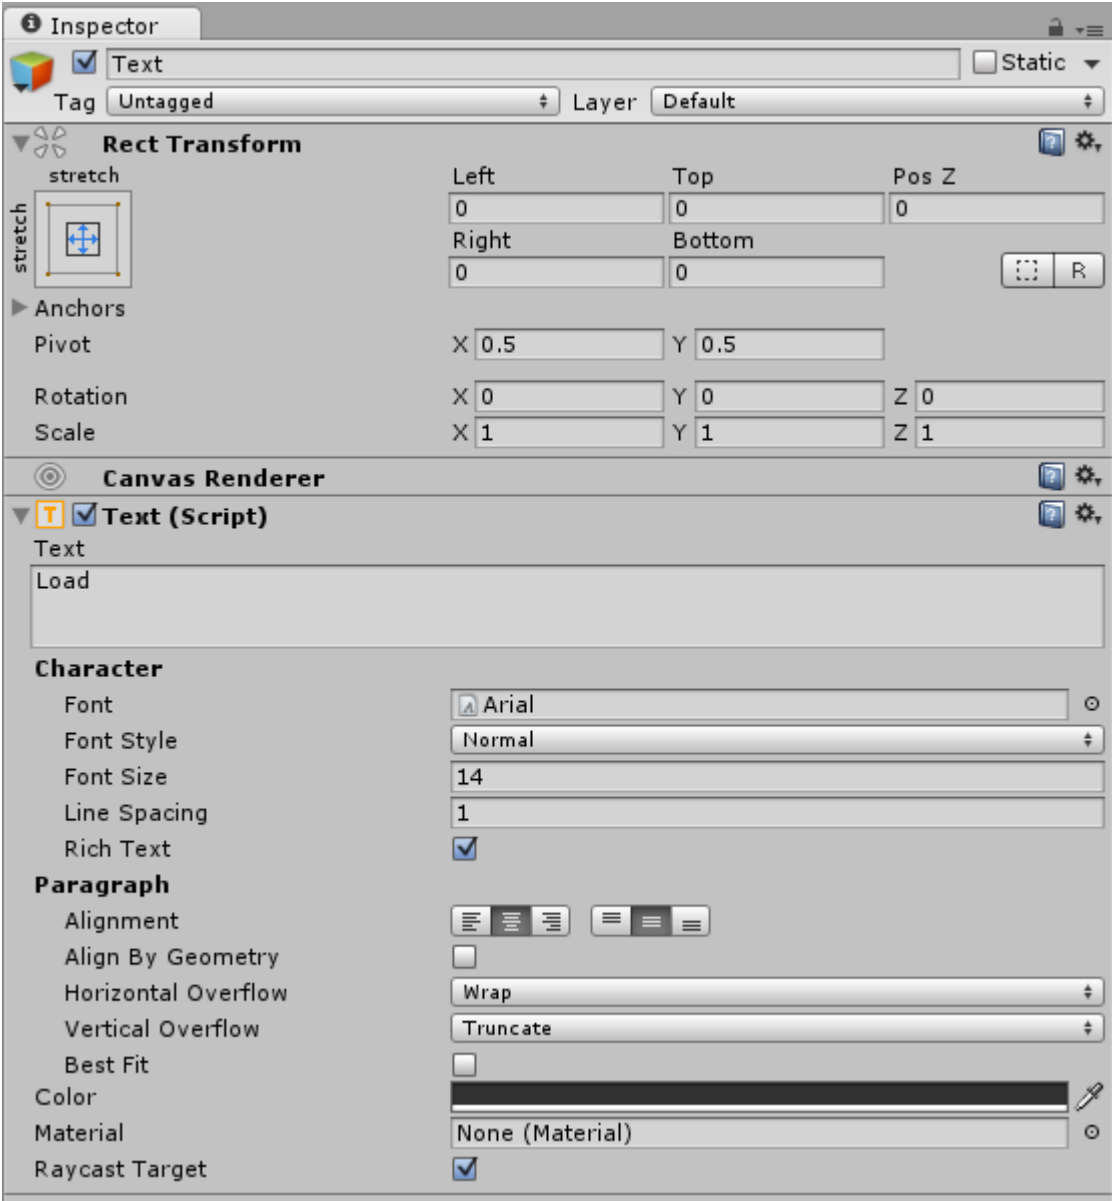 Inspector
Text Static
Tag Untagged Layer Default
Rect Transform
stretch Left Top Pos Z
stretch
0 0 0
Right Bottom
0 0 R
Anchors
Pivot X 0.5 Y 0.5
Rotation X 0 Y 0 Z 0
Scale X 1 Y 1 Z 1
Canvas Renderer
T Text (Script)
Text
Load
Character
Font Arial
Font Style Normal
Font Size 14
Line Spacing 1
Rich Text
Paragraph
Alignment
Align By Geometry
Horizontal Overflow Wrap
Vertical Overflow Truncate
Best Fit
Color
Material None (Material)
Raycast Target